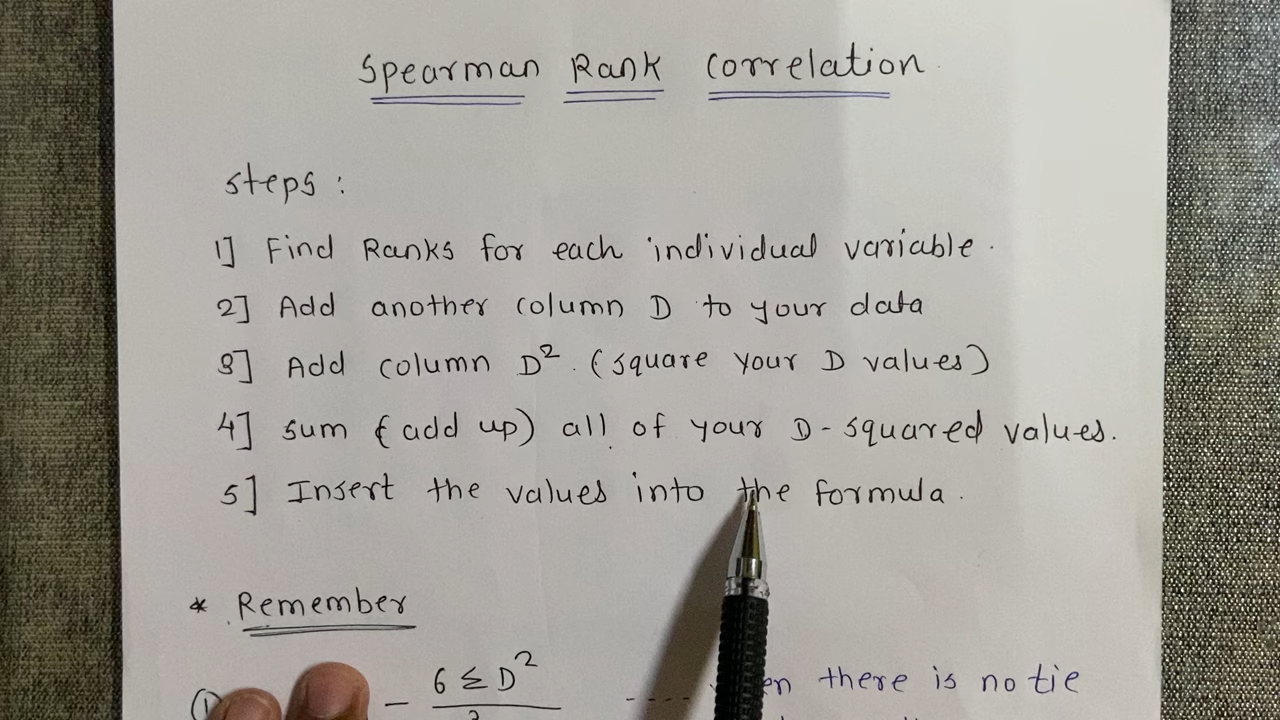 Spearman Rank Correlation
Steps :
1] Find Ranks for each individual variable.
2] Add another column D to your data
3] Add column D². (square your D values)
4] sum (add up) all of your D-squared values.
5] Insert the values into the formula.
* Remember
① - 6 ΣD²
---- there is no tie